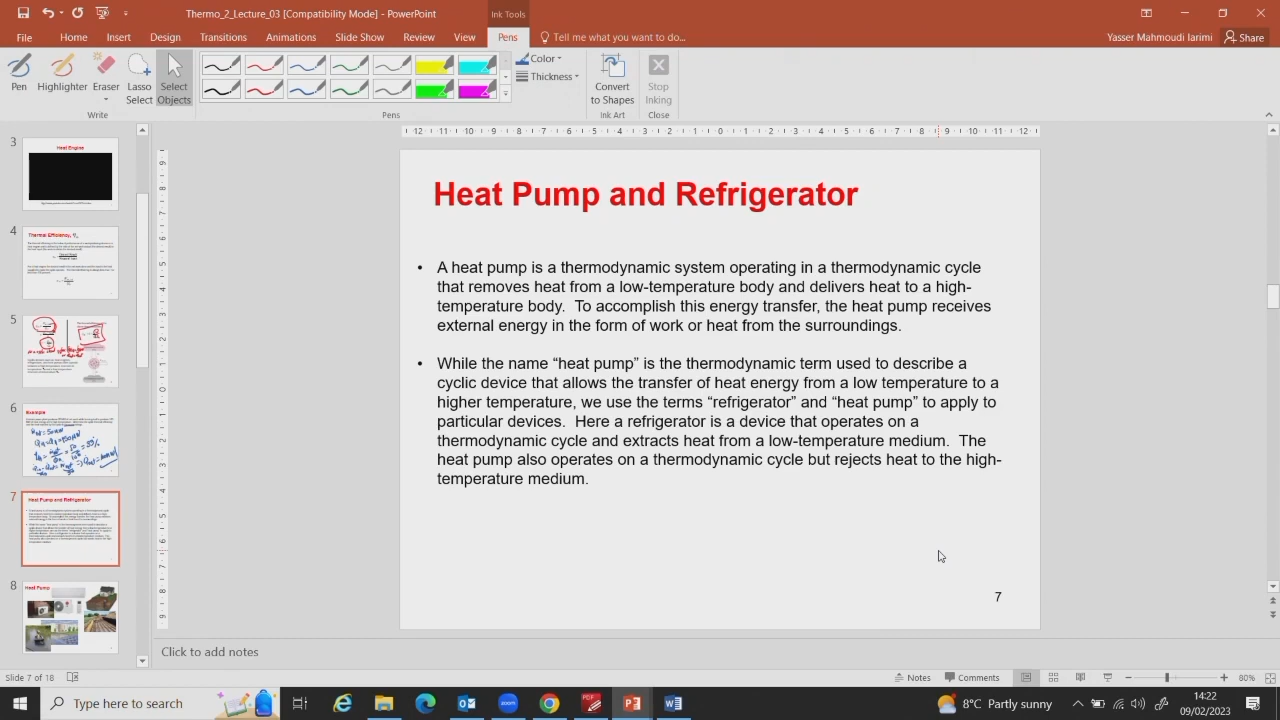 Thermo_2_Lecture_03 [Compatibility Mode] - PowerPoint
Ink Tools
File Home Insert Design Transitions Animations Slide Show Review View Pens Tell me what you want to do...
Yasser Mahmoudi larimi Share
Pen Highlighter Eraser Lasso Select Select Objects
Color
Thickness
Convert to Shapes
Stop Inking
Write Pens Ink Art Close
3
Heat Engine
4
Thermal Efficiency,
5
6
Example
7
Heat Pump and Refrigerator
8
Heat Pump
Heat Pump and Refrigerator
• A heat pump is a thermodynamic system operating in a thermodynamic cycle
that removes heat from a low-temperature body and delivers heat to a high-
temperature body. To accomplish this energy transfer, the heat pump receives
external energy in the form of work or heat from the surroundings.
• While the name “heat pump” is the thermodynamic term used to describe a
cyclic device that allows the transfer of heat energy from a low temperature to a
higher temperature, we use the terms “refrigerator” and “heat pump” to apply to
particular devices. Here a refrigerator is a device that operates on a
thermodynamic cycle and extracts heat from a low-temperature medium. The
heat pump also operates on a thermodynamic cycle but rejects heat to the high-
temperature medium.
7
Click to add notes
Slide 7 of 18
Notes Comments 80%
Type here to search
zoom
8°C Partly sunny
14:22
09/02/2023